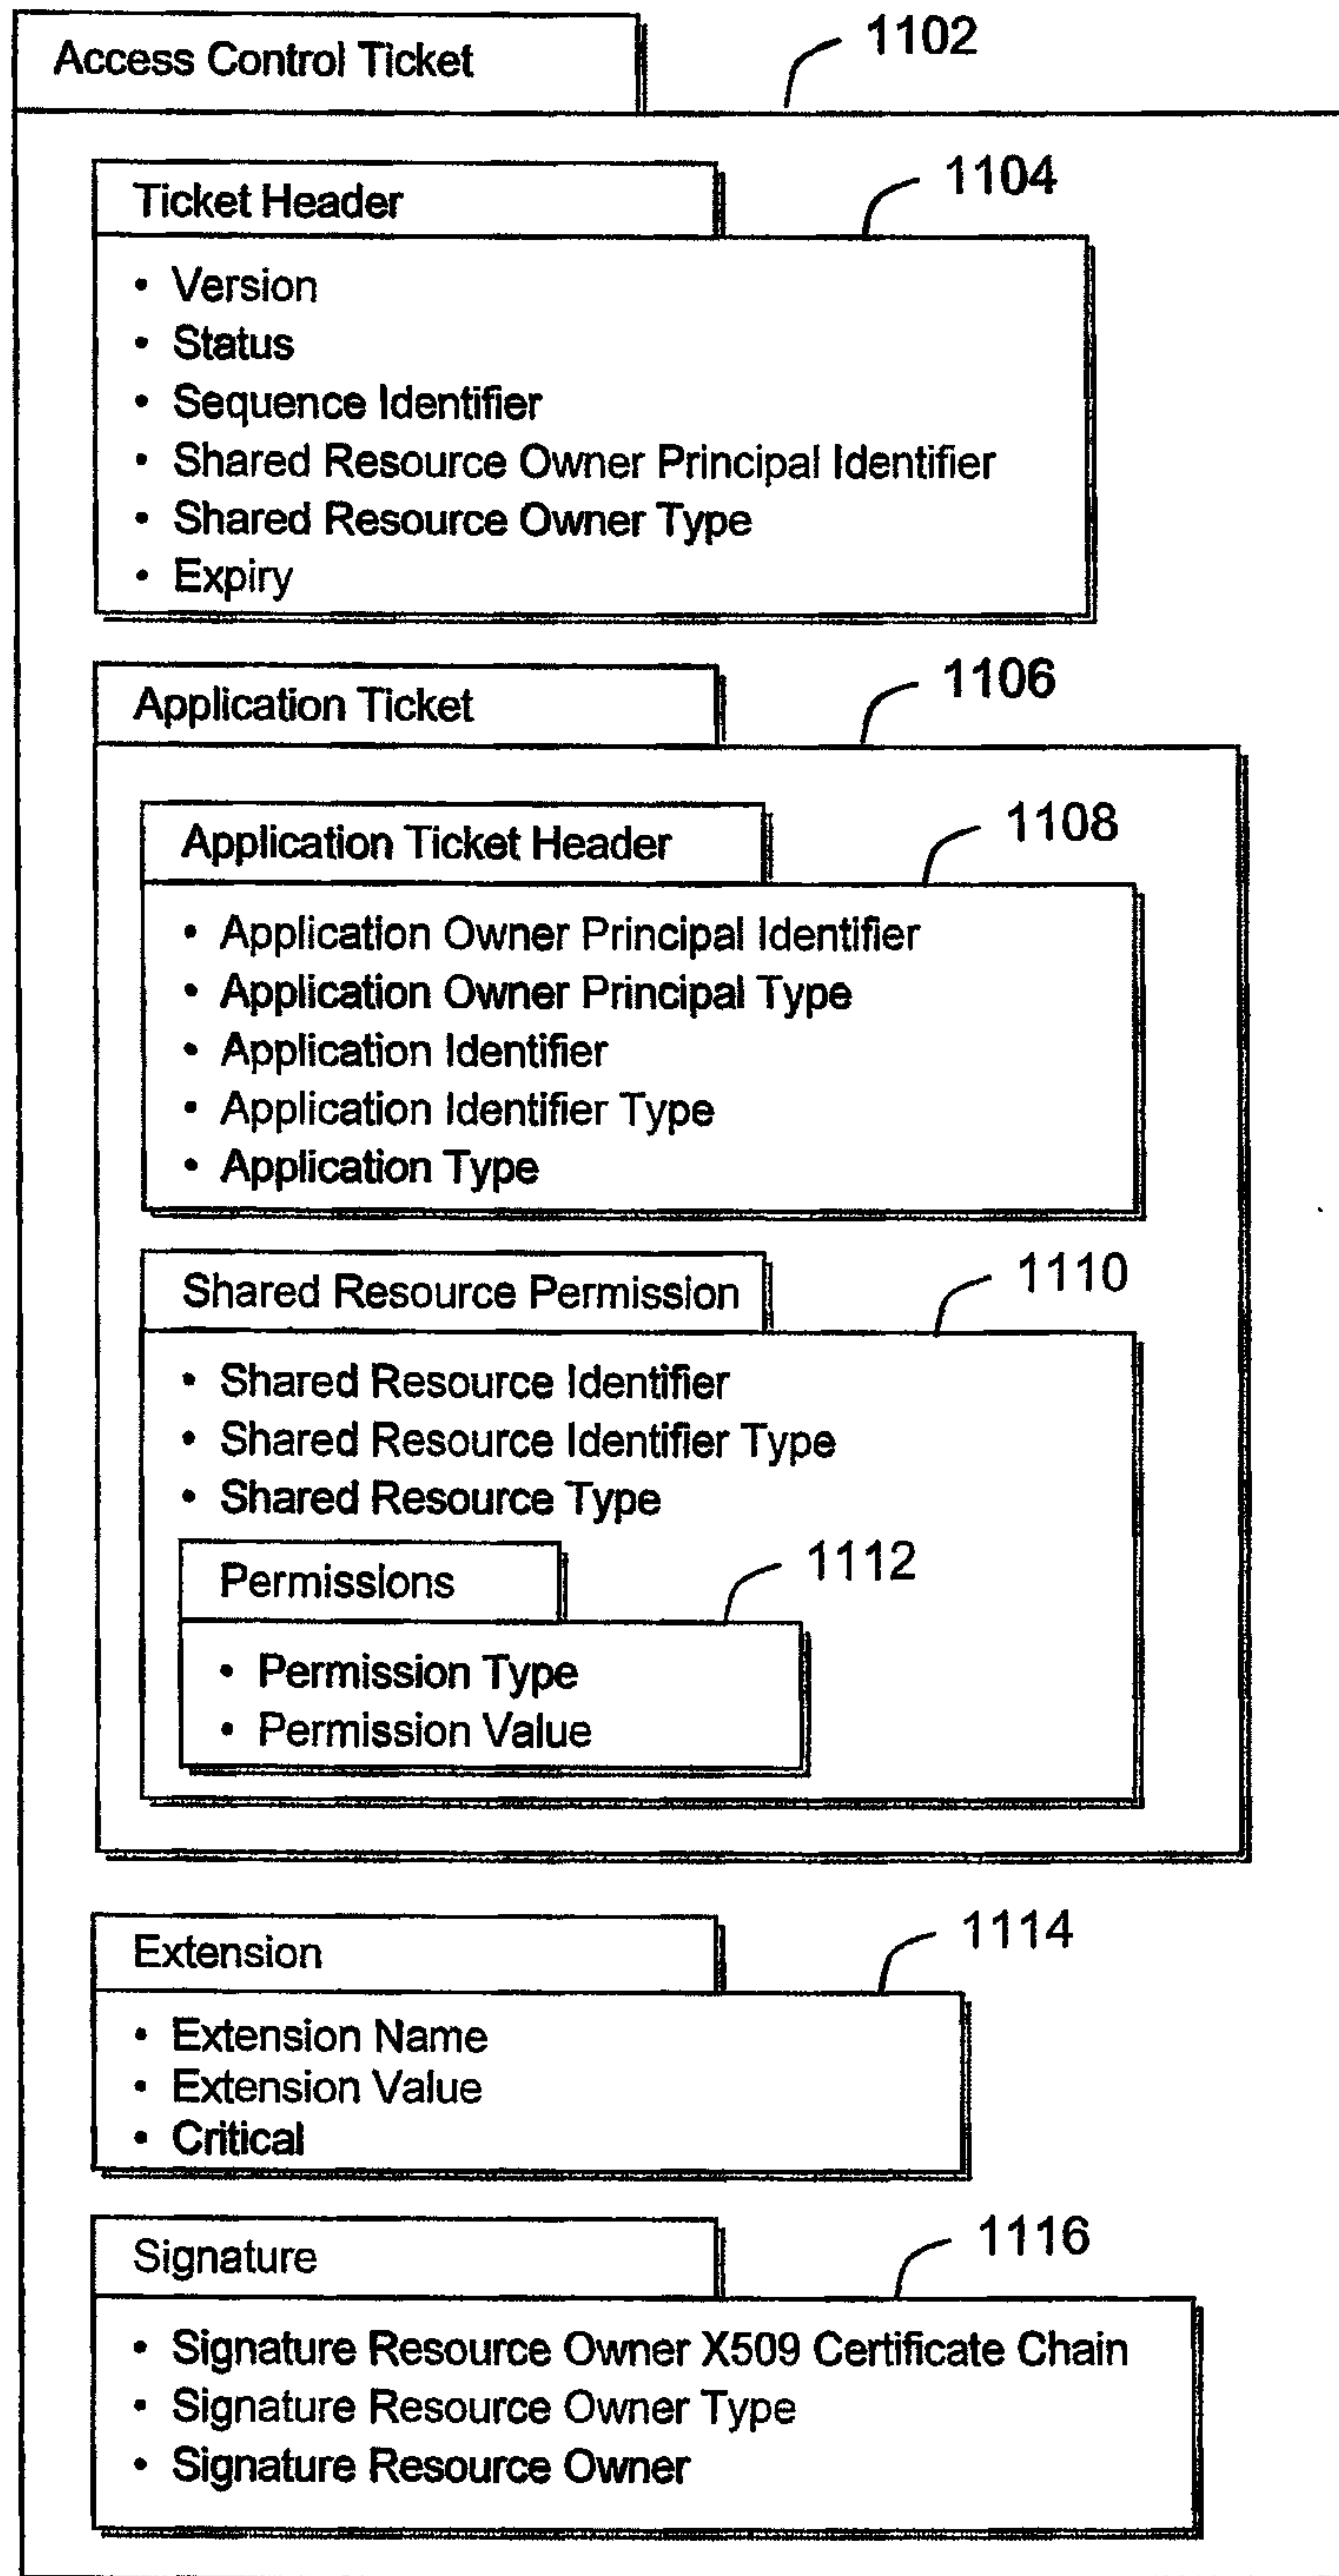 Access Control Ticket
1102
Ticket Header
1104
• Version
• Status
• Sequence Identifier
• Shared Resource Owner Principal Identifier
• Shared Resource Owner Type
• Expiry
Application Ticket
1106
Application Ticket Header
1108
• Application Owner Principal Identifier
• Application Owner Principal Type
• Application Identifier
• Application Identifier Type
• Application Type
Shared Resource Permission
1110
• Shared Resource Identifier
• Shared Resource Identifier Type
• Shared Resource Type
Permissions
1112
• Permission Type
• Permission Value
Extension
1114
• Extension Name
• Extension Value
• Critical
Signature
1116
• Signature Resource Owner X509 Certificate Chain
• Signature Resource Owner Type
• Signature Resource Owner